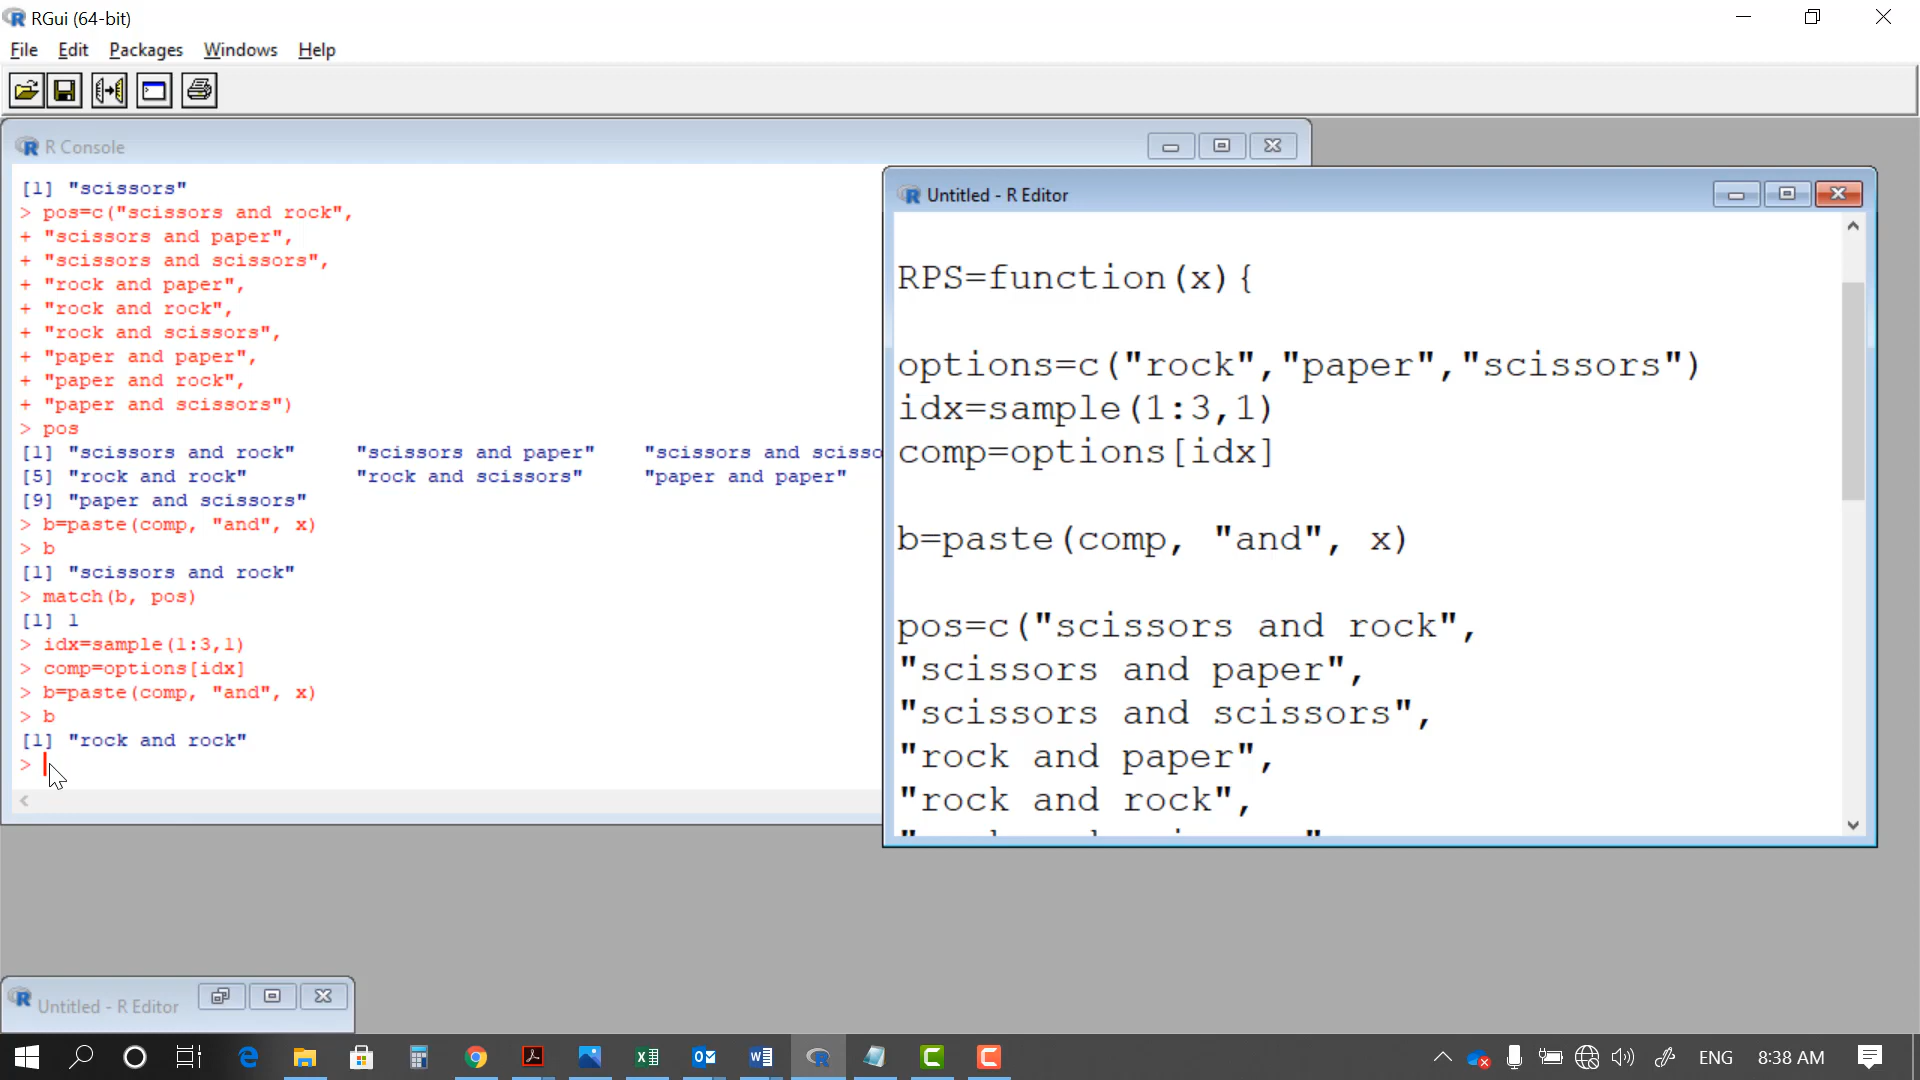 RGui (64-bit)
File Edit Packages Windows Help
R Console
[1] "scissors"
> pos=c("scissors and rock",
+ "scissors and paper",
+ "scissors and scissors",
+ "rock and paper",
+ "rock and rock",
+ "rock and scissors",
+ "paper and paper",
+ "paper and rock",
+ "paper and scissors")
> pos
[1] "scissors and rock" "scissors and paper" "scissors and scisso
[5] "rock and rock" "rock and scissors" "paper and paper"
[9] "paper and scissors"
> b=paste(comp, "and", x)
> b
[1] "scissors and rock"
> match(b, pos)
[1] 1
> idx=sample(1:3,1)
> comp=options[idx]
> b=paste(comp, "and", x)
> b
[1] "rock and rock"
>
Untitled - R Editor
RPS=function(x){
options=c("rock","paper","scissors")
idx=sample(1:3,1)
comp=options[idx]
b=paste(comp, "and", x)
pos=c("scissors and rock",
"scissors and paper",
"scissors and scissors",
"rock and paper",
"rock and rock",
Untitled - R Editor
ENG 8:38 AM